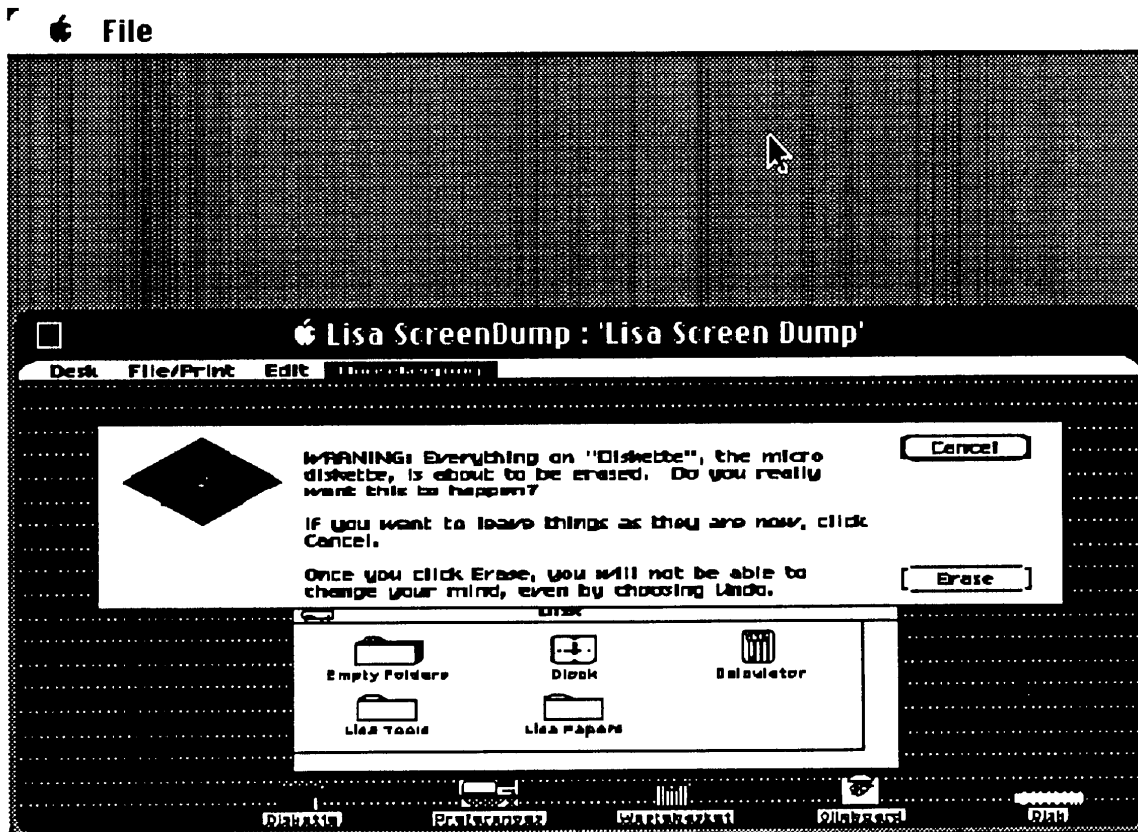 File
Lisa ScreenDump : 'Lisa Screen Dump'
Desk File/Print Edit
WARNING: Everything on "Diskette", the micro
diskette, is about to be erased. Do you really
want this to happen?
If you want to leave things as they are now, click
Cancel.
Once you click Erase, you will not be able to
change your mind, even by choosing Undo.
Cancel
Erase
Disk
Empty Folders Clock Calculator
Lisa Tools Lisa Papers
Diskette Preferences Wastebasket Clipboard Disk